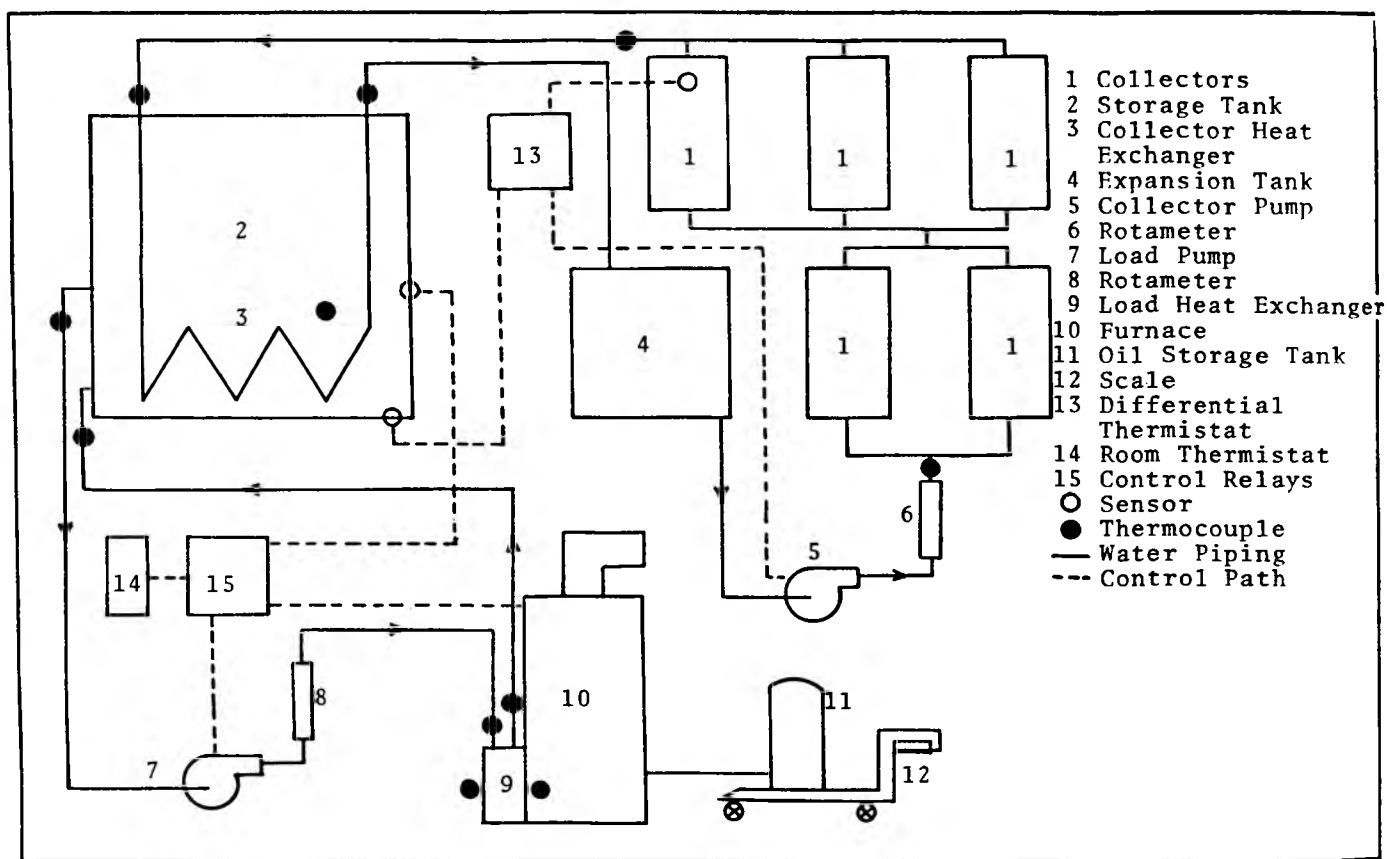 13
1
1
1
2
3
4
1
1
6
5
14
15
8
7
9
10
11
12
1 Collectors
2 Storage Tank
3 Collector Heat
Exchanger
4 Expansion Tank
5 Collector Pump
6 Rotameter
7 Load Pump
8 Rotameter
9 Load Heat Exchanger
10 Furnace
11 Oil Storage Tank
12 Scale
13 Differential
Thermistat
14 Room Thermistat
15 Control Relays
Sensor
Thermocouple
Water Piping
Control Path